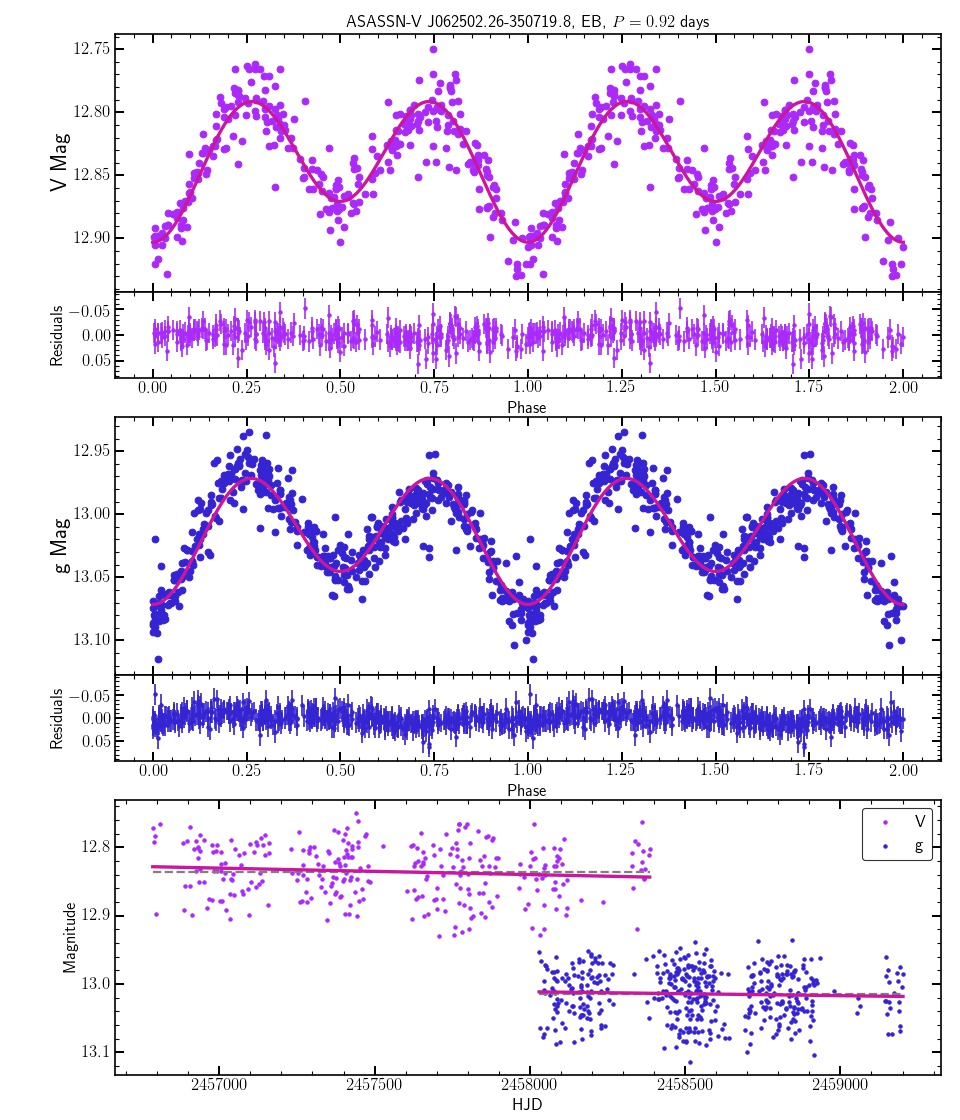 ASASSN-V J062502.26-350719.8, EB, P = 0.92 days
12.75
12.80
12.85
12.90
V Mag
−0.05
0.00
0.05
Residuals
0.00 0.25 0.50 0.75 1.00 1.25 1.50 1.75 2.00
Phase
12.95
13.00
13.05
13.10
g Mag
−0.05
0.00
0.05
Residuals
0.00 0.25 0.50 0.75 1.00 1.25 1.50 1.75 2.00
Phase
V
g
12.8
12.9
13.0
13.1
Magnitude
2457000 2457500 2458000 2458500 2459000
HJD